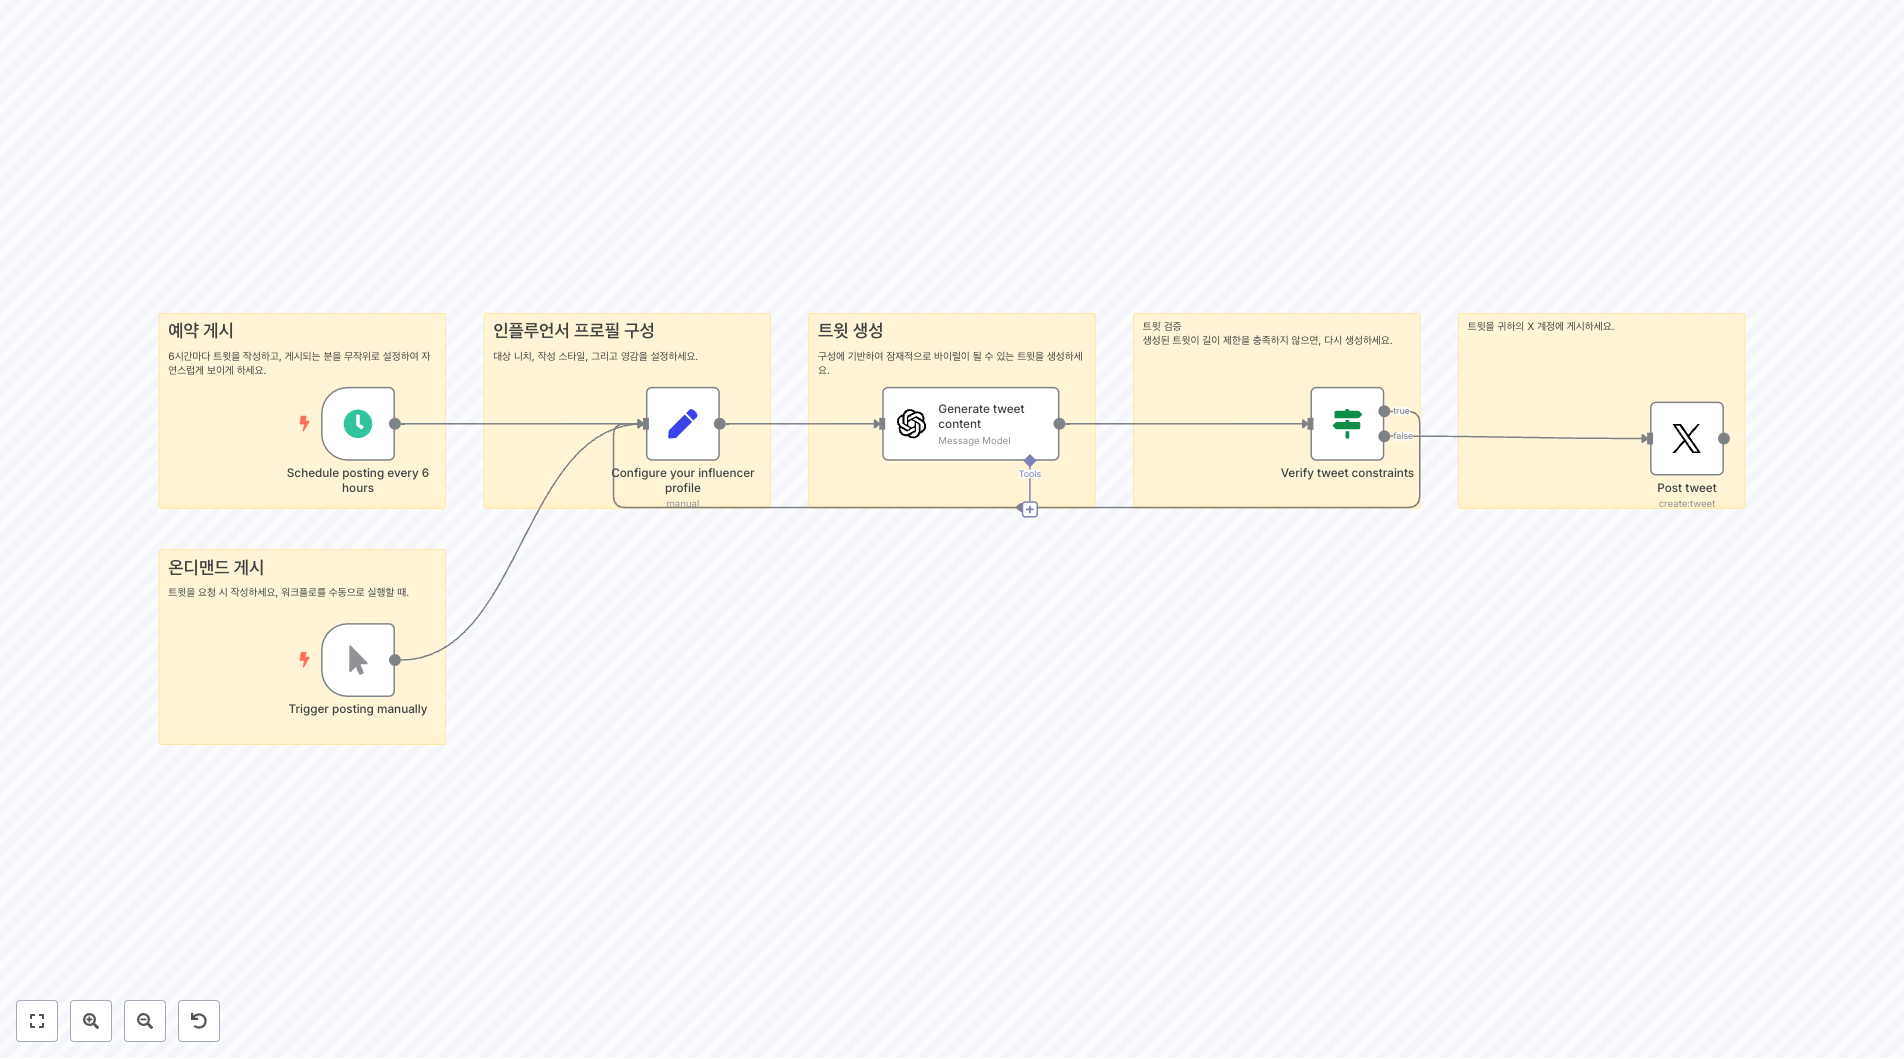 예약 게시
6시간마다 트윗을 작성하고, 게시되는 분을 무작위로 설정하여 자
연스럽게 보이게 하세요.
Schedule posting every 6
hours
인플루언서 프로필 구성
대상 니치, 작성 스타일, 그리고 영감을 설정하세요.
Configure your influencer
profile
manual
트윗 생성
구성에 기반하여 잠재적으로 바이럴이 될 수 있는 트윗을 생성하세
요.
Generate tweet
content
Message Model
Tools
트윗 검증
생성된 트윗이 길이 제한을 충족하지 않으면, 다시 생성하세요.
true
false
Verify tweet constraints
트윗을 귀하의 X 계정에 게시하세요.
Post tweet
create:tweet
온디맨드 게시
트윗을 요청 시 작성하세요, 워크플로를 수동으로 실행할 때.
Trigger posting manually